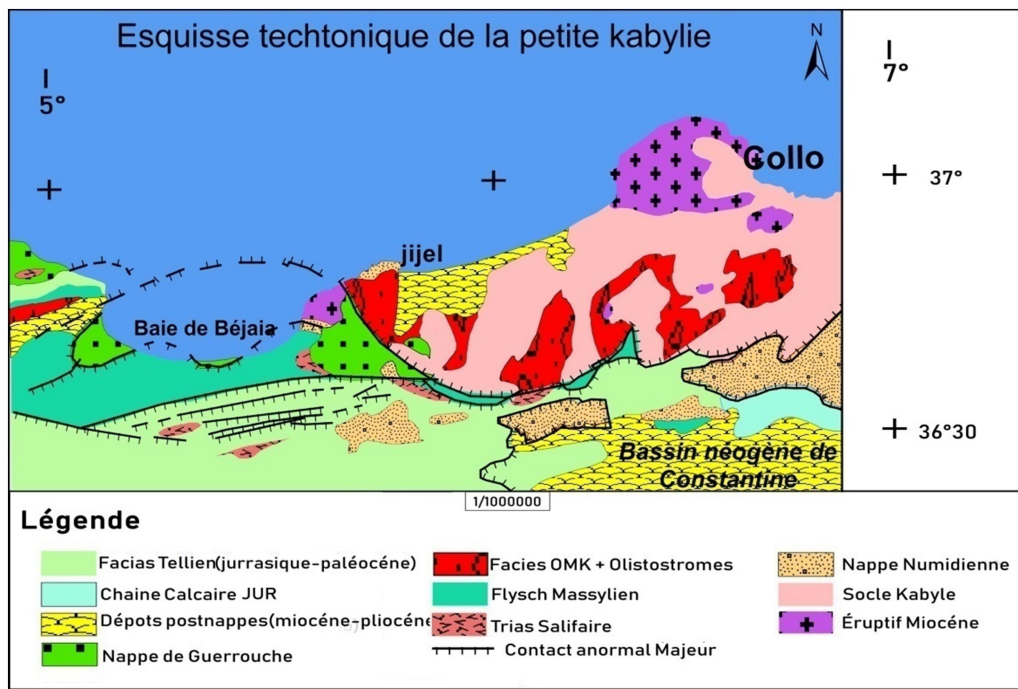 Esquisse techtonique de la petite kabylie
N
5°
7°
Collo
37°
jijel
Baie de Béjaia
36°30
Bassin néogène de
Constantine
1/1000000
Légende
Facias Tellien(jurrasique-paléocéne)
Facies OMK + Olistostromes
Nappe Numidienne
Chaine Calcaire JUR
Flysch Massylien
Socle Kabyle
Dépots postnappes(miocéne-pliocéne
Trias Salifaire
Éruptif Miocéne
Nappe de Guerrouche
Contact anormal Majeur